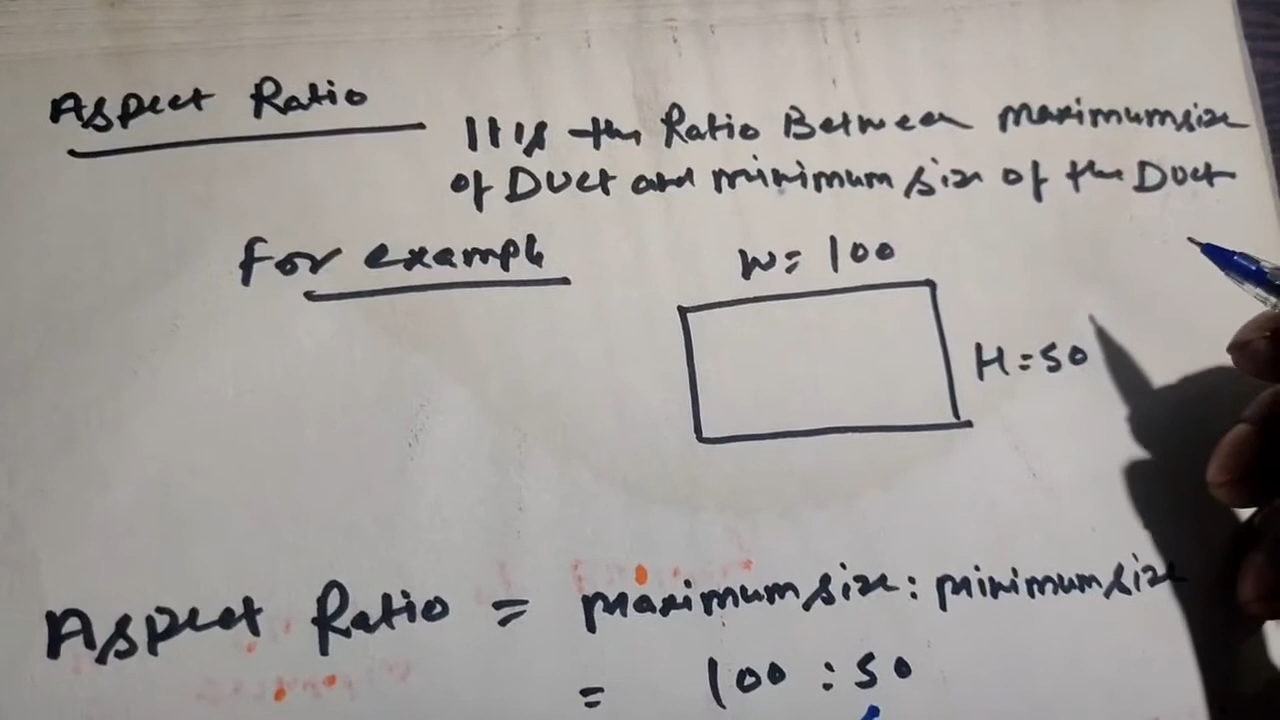 Aspect Ratio
It is the Ratio Between maximum size
of Duct and minimum size of the Duct
For example
W= 100
H=50
Aspect Ratio = maximum size : minimum size
= 100 : 50